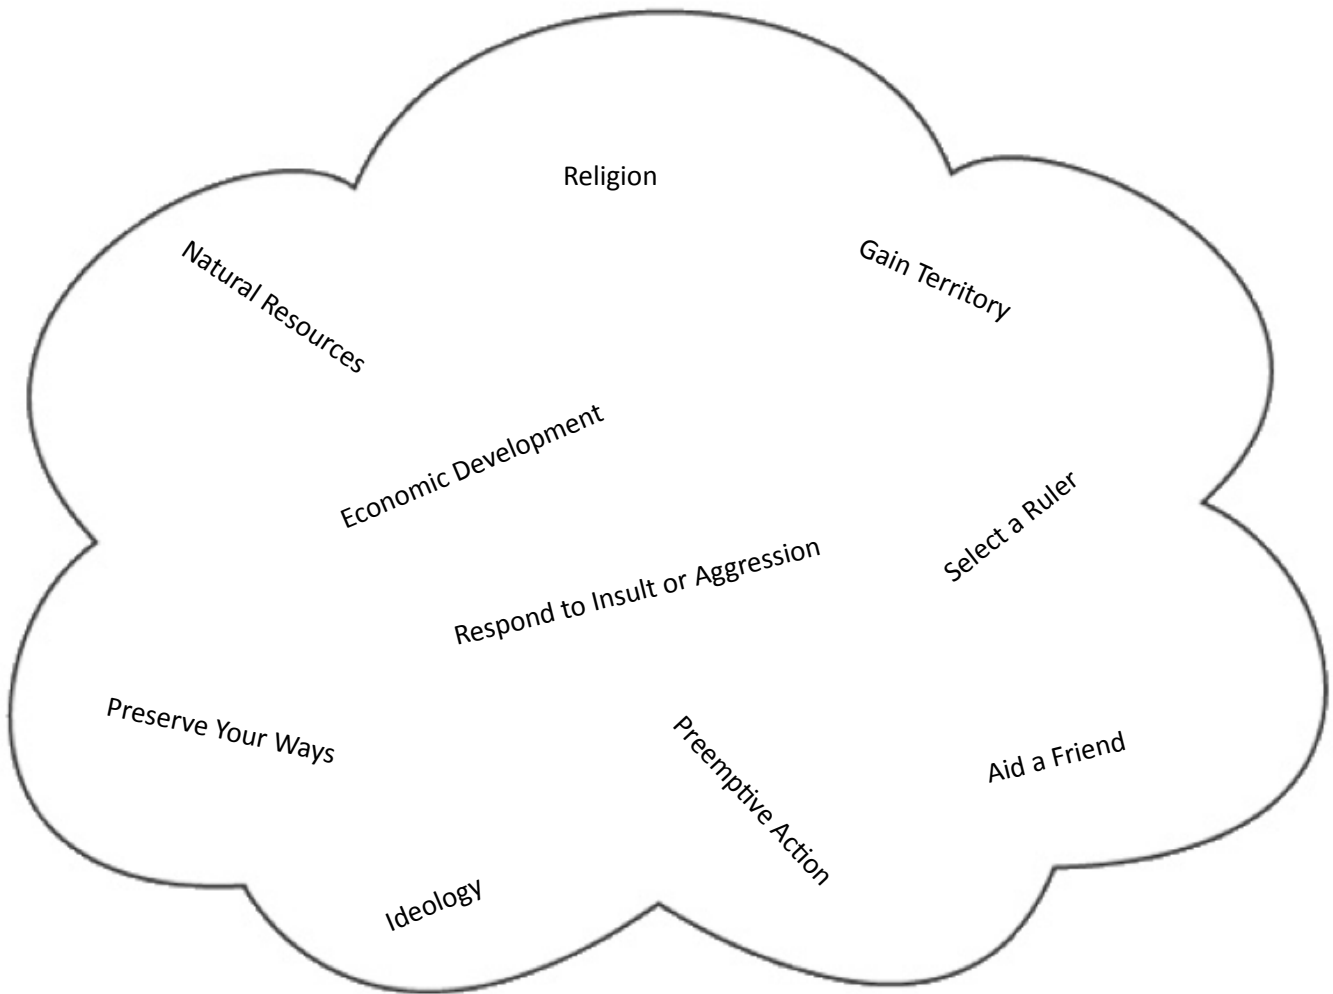 Religion
Natural Resources
Gain Territory
Economic Development
Select a Ruler
Respond to Insult or Aggression
Preserve Your Ways
Preemptive Action
Aid a Friend
Ideology